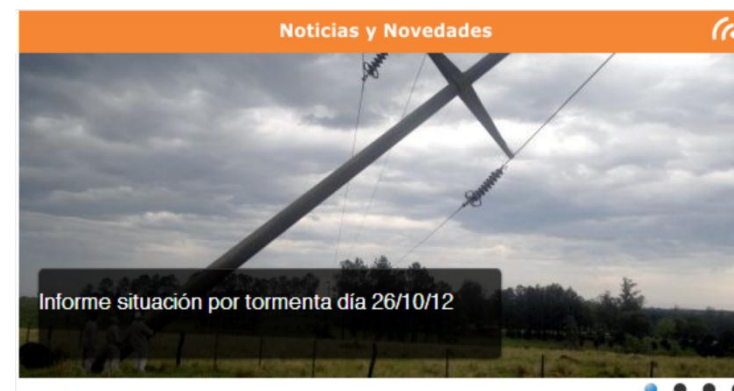 Noticias y Novedades
Informe situación por tormenta día 26/10/12